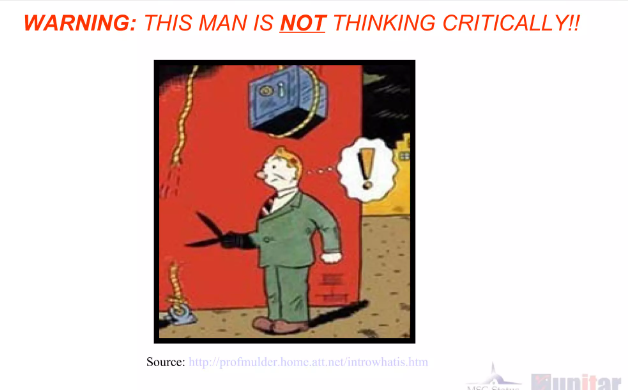 WARNING: THIS MAN IS NOT THINKING CRITICALLY!!
!
Source: http://profmulder.home.att.net/introwhatis.htm
unitar